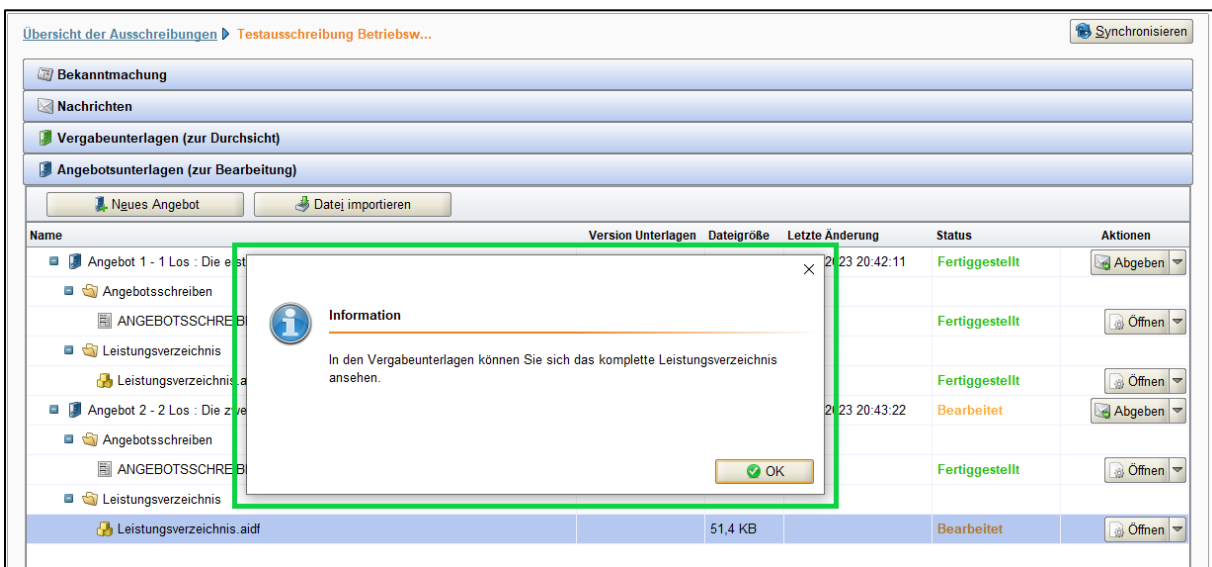 Übersicht der Ausschreibungen Testausschreibung Betriebsw...
Synchronisieren
Bekanntmachung
Nachrichten
Vergabeunterlagen (zur Durchsicht)
Angebotsunterlagen (zur Bearbeitung)
Neues Angebot Datei importieren
Name Version Unterlagen Dateigröße Letzte Änderung Status Aktionen
Angebot 1 - 1 Los : Die 2023 20:42:11 Fertiggestellt Abgeben
Angebotsschreiben
Fertiggestellt Öffnen
Leistungsverzeichnis
Fertiggestellt Öffnen
Angebot 2 - 2 Los : Die 2023 20:43:22 Bearbeitet Abgeben
Angebotsschreiben
Fertiggestellt Öffnen
Leistungsverzeichnis
Leistungsverzeichnis.aidf 51,4 KB Bearbeitet Öffnen
Information
In den Vergabeunterlagen können Sie sich das komplette Leistungsverzeichnis
ansehen.
OK